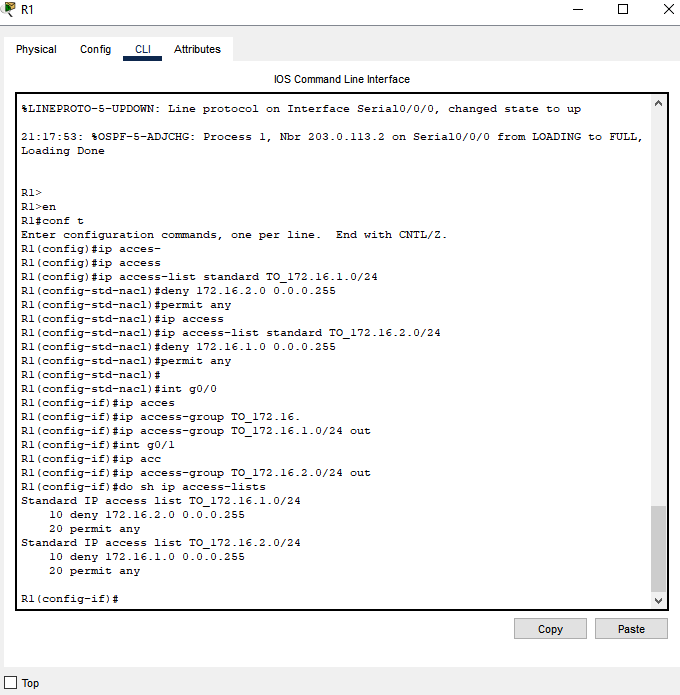 R1
Physical Config CLI Attributes
IOS Command Line Interface
%LINEPROTO-5-UPDOWN: Line protocol on Interface Serial0/0/0, changed state to up
21:17:53: %OSPF-5-ADJCHG: Process 1, Nbr 203.0.113.2 on Serial0/0/0 from LOADING to FULL,
Loading Done
R1>
R1>en
R1#conf t
Enter configuration commands, one per line.  End with CNTL/Z.
R1(config)#ip acces-
R1(config)#ip access
R1(config)#ip access-list standard TO_172.16.1.0/24
R1(config-std-nacl)#deny 172.16.2.0 0.0.0.255
R1(config-std-nacl)#permit any
R1(config-std-nacl)#ip access
R1(config-std-nacl)#ip access-list standard TO_172.16.2.0/24
R1(config-std-nacl)#deny 172.16.1.0 0.0.0.255
R1(config-std-nacl)#permit any
R1(config-std-nacl)#
R1(config-std-nacl)#int g0/0
R1(config-if)#ip acces
R1(config-if)#ip access-group TO_172.16.
R1(config-if)#ip access-group TO_172.16.1.0/24 out
R1(config-if)#int g0/1
R1(config-if)#ip acc
R1(config-if)#ip access-group TO_172.16.2.0/24 out
R1(config-if)#do sh ip access-lists
Standard IP access list TO_172.16.1.0/24
    10 deny 172.16.2.0 0.0.0.255
    20 permit any
Standard IP access list TO_172.16.2.0/24
    10 deny 172.16.1.0 0.0.0.255
    20 permit any
R1(config-if)#
Copy Paste
Top